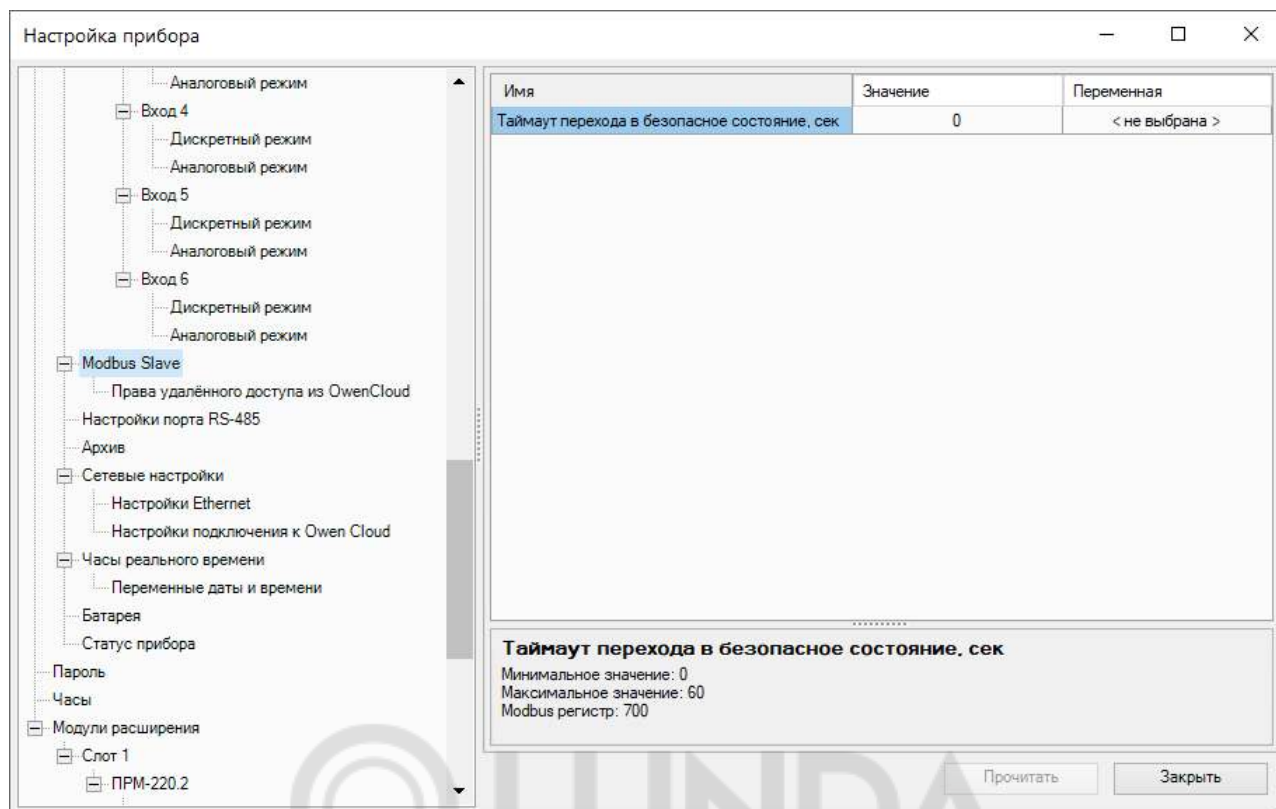 Настройка прибора
Аналоговый режим
Вход 4
Дискретный режим
Аналоговый режим
Вход 5
Дискретный режим
Аналоговый режим
Вход 6
Дискретный режим
Аналоговый режим
Modbus Slave
Права удалённого доступа из OwenCloud
Настройки порта RS-485
Архив
Сетевые настройки
Настройки Ethernet
Настройки подключения к Owen Cloud
Часы реального времени
Переменные даты и времени
Батарея
Статус прибора
Пароль
Часы
Модули расширения
Слот 1
ПРМ-220.2
Имя Значение Переменная
Таймаут перехода в безопасное состояние, сек 0 < не выбрана >
Таймаут перехода в безопасное состояние, сек
Минимальное значение: 0
Максимальное значение: 60
Modbus регистр: 700
Прочитать Закрыть